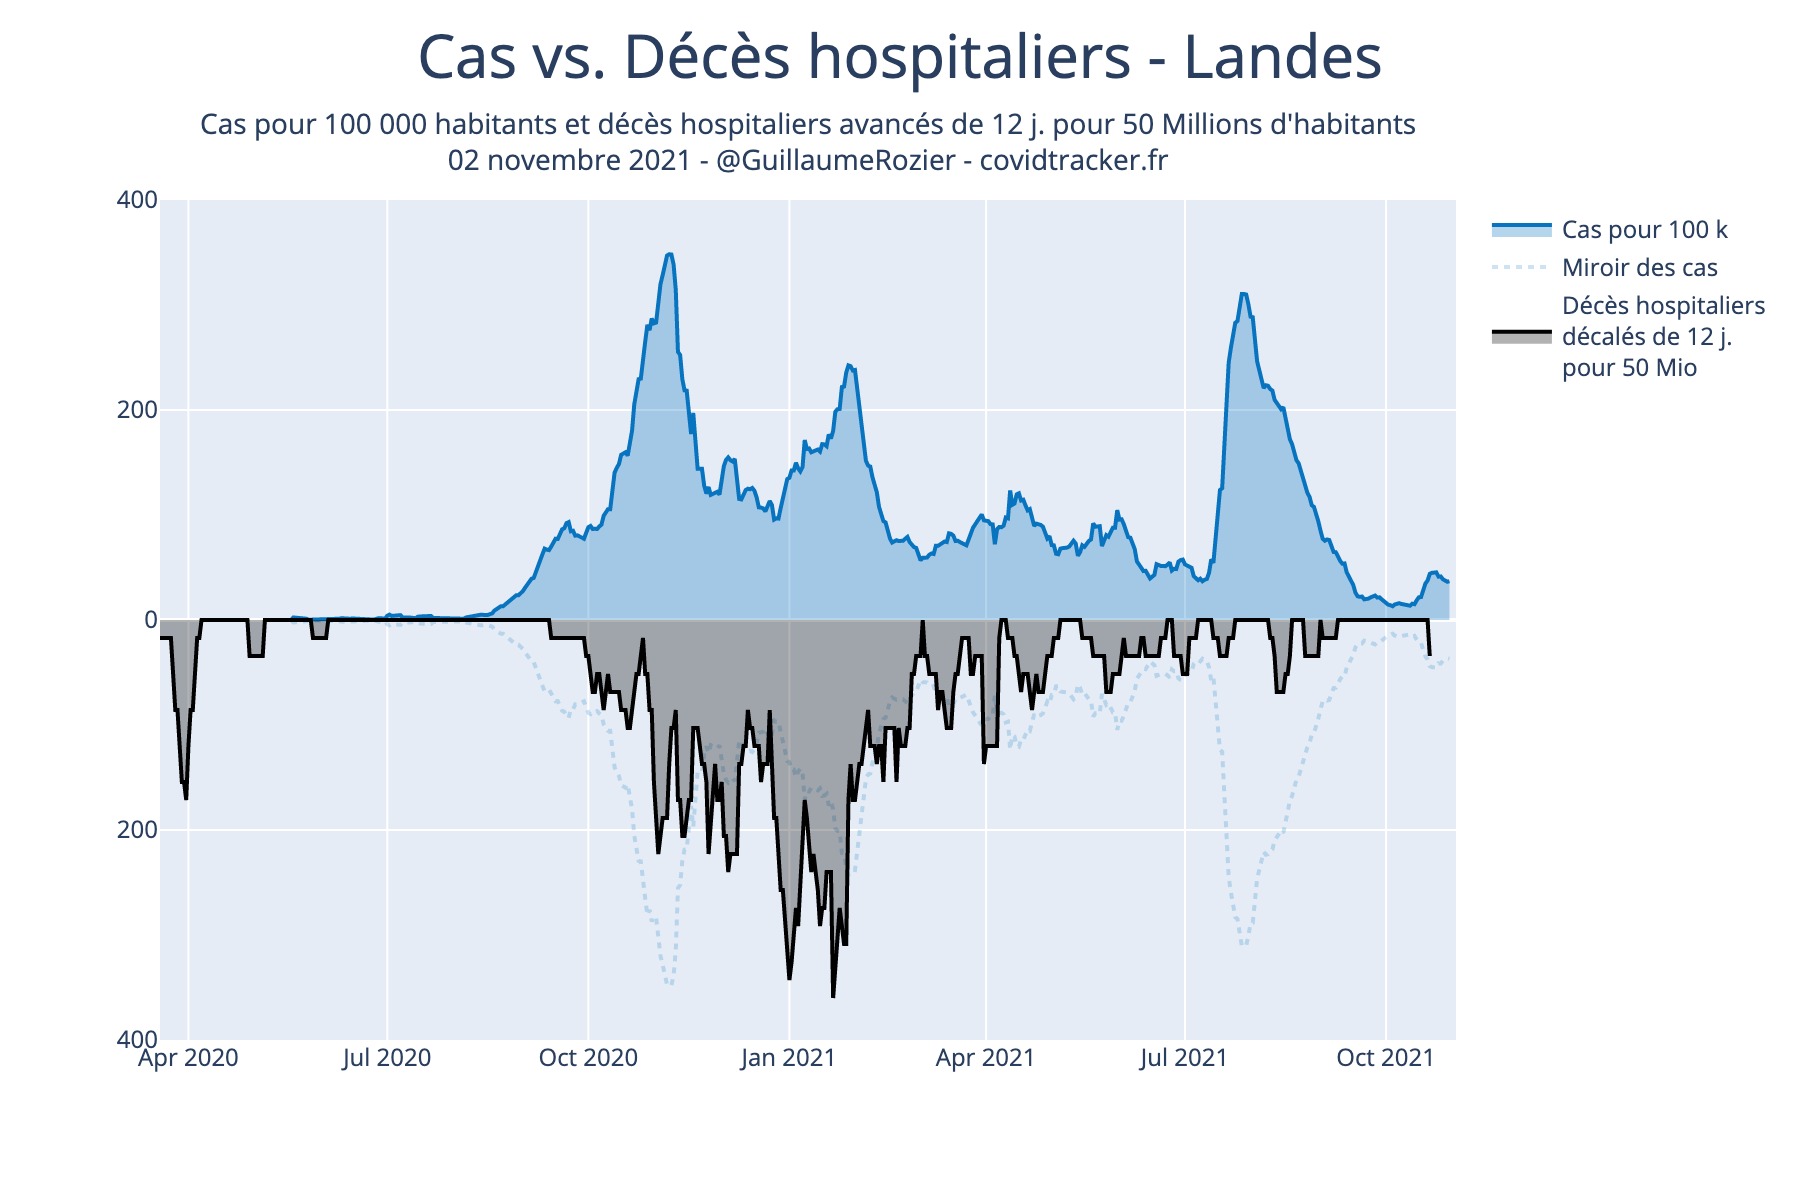 Cas vs. Décès hospitaliers - Landes
Cas pour 100 000 habitants et décès hospitaliers avancés de 12 j. pour 50 Millions d'habitants
02 novembre 2021 - @GuillaumeRozier - covidtracker.fr
400
200
0
200
400
Apr 2020
Jul 2020
Oct 2020
Jan 2021
Apr 2021
Jul 2021
Oct 2021
Cas pour 100 k
Miroir des cas
Décès hospitaliers
décalés de 12 j.
pour 50 Mio